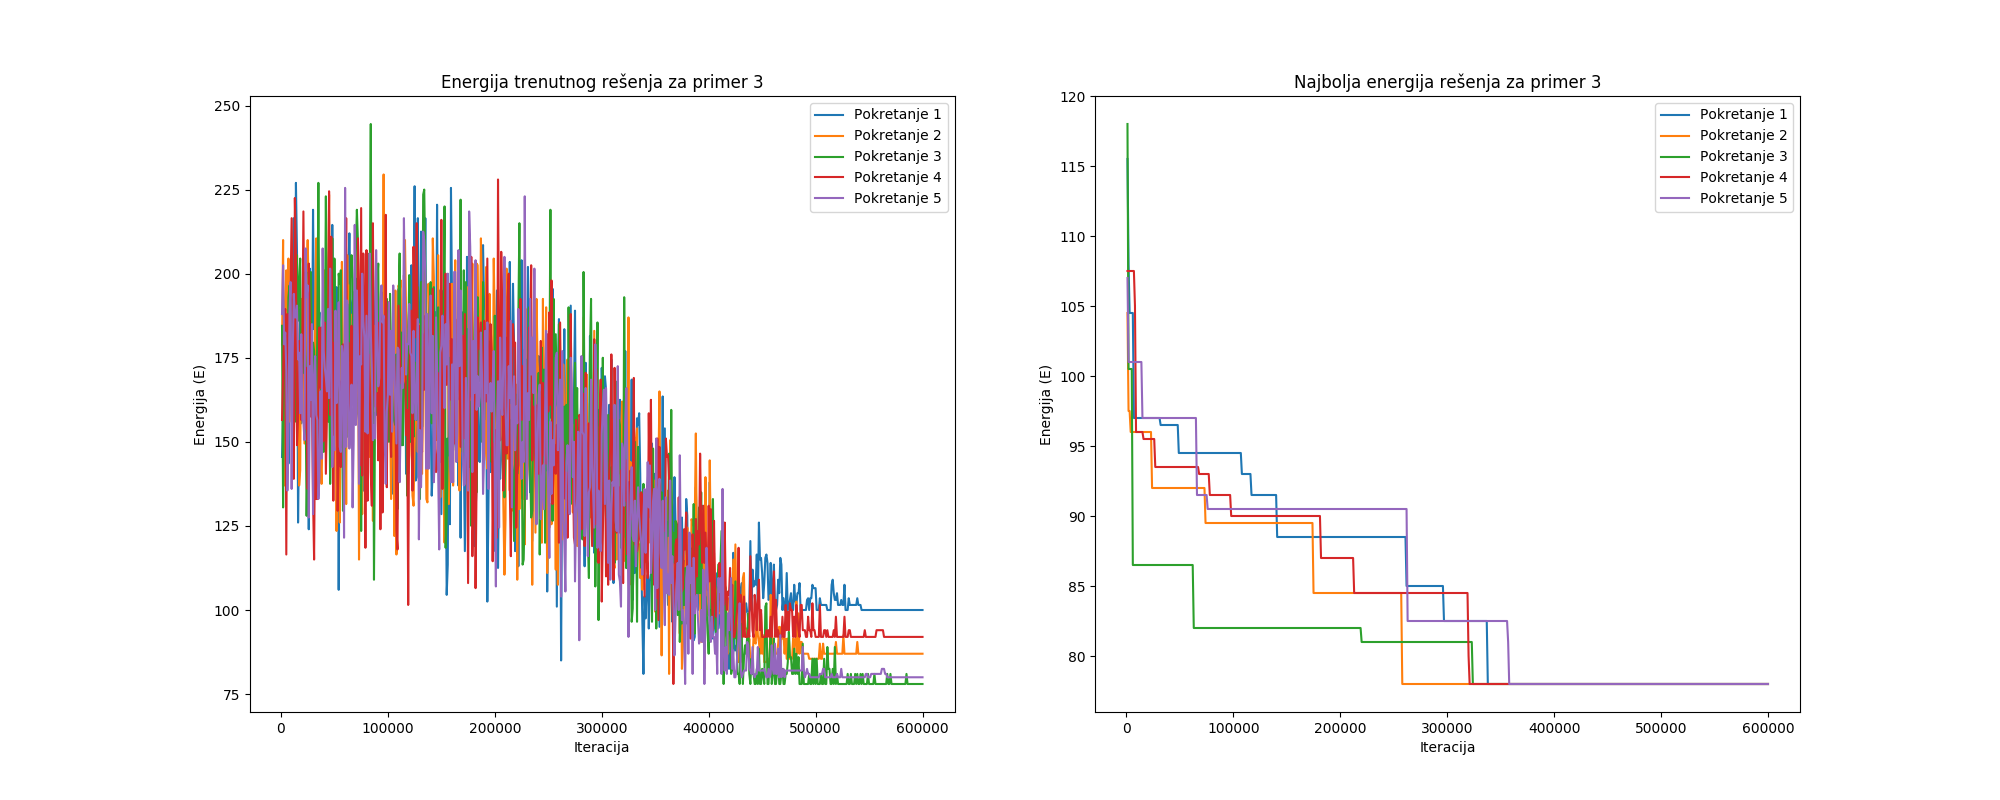 Energija trenutnog rešenja za primer 3
Energija (E)
250
225
200
175
150
125
100
75
0
100000
200000
300000
400000
500000
600000
Iteracija
Pokretanje 1
Pokretanje 2
Pokretanje 3
Pokretanje 4
Pokretanje 5
Najbolja energija rešenja za primer 3
Energija (E)
120
115
110
105
100
95
90
85
80
0
100000
200000
300000
400000
500000
600000
Iteracija
Pokretanje 1
Pokretanje 2
Pokretanje 3
Pokretanje 4
Pokretanje 5